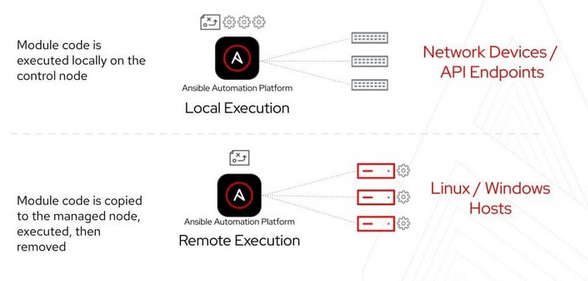 Module code is
executed locally on the
control node
Ansible Automation Platform
Local Execution
Network Devices /
API Endpoints
Module code is copied
to the managed node,
executed, then
removed
Ansible Automation Platform
Remote Execution
Linux / Windows
Hosts